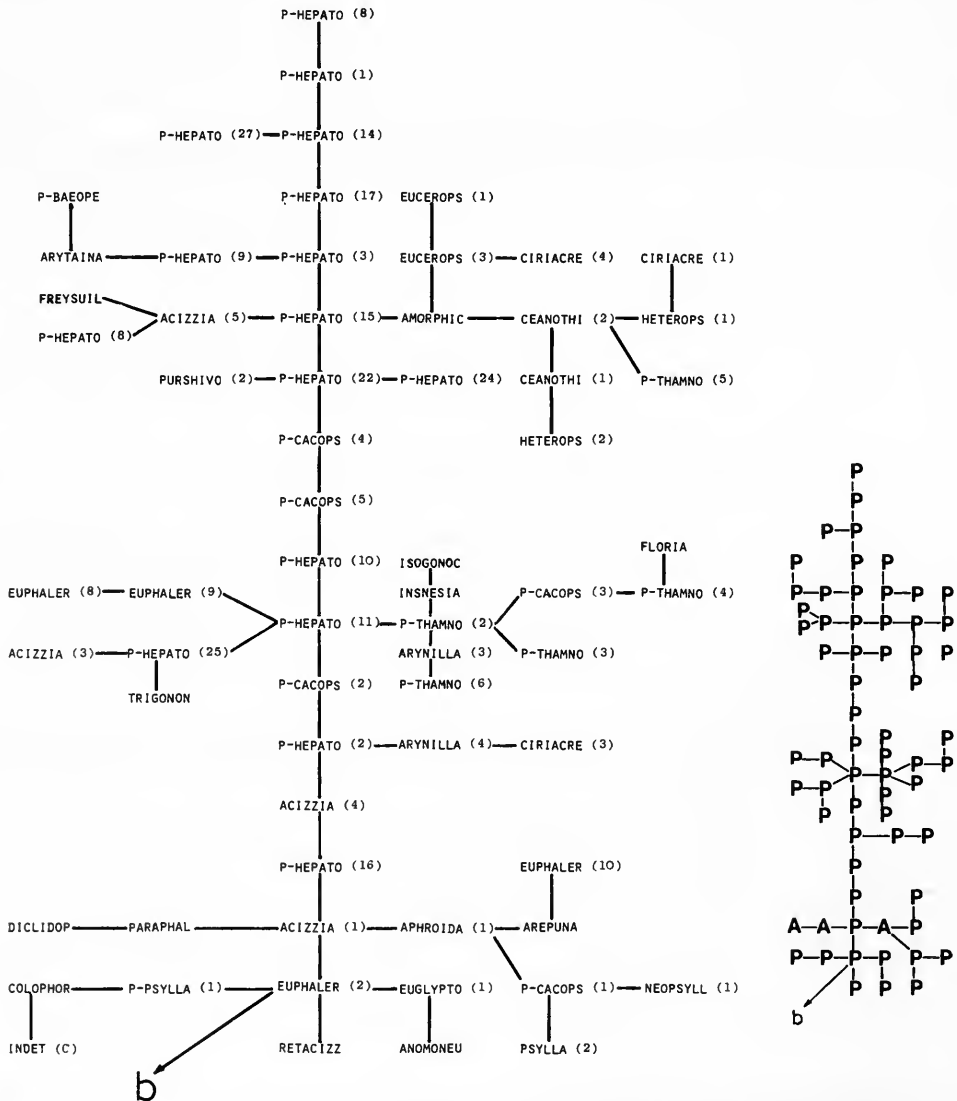 P-HEPATO (8)
P-HEPATO (1)
P-HEPATO (27) P-HEPATO (14)
P-BAEOPE P-HEPATO (17) EUCEROPS (1)
ARYTAINA P-HEPATO (9) P-HEPATO (3) EUCEROPS (3) CIRIACRE (4) CIRIACRE (1)
FREYSUIL
ACIZZIA (5) P-HEPATO (15) AMORPHIC CEANOTHI (2) HETEROPS (1)
P-HEPATO (8)
PURSHIVO (2) P-HEPATO (22) P-HEPATO (24) CEANOTHI (1) P-THAMNO (5)
P-CACOPS (4) HETEROPS (2)
P-CACOPS (5)
P-HEPATO (10) ISOGONOC FLORIA
EUPHALER (8) EUPHALER (9) INSNESIA P-CACOPS (3) P-THAMNO (4)
P-HEPATO (11) P-THAMNO (2)
ACIZZIA (3) P-HEPATO (25) ARYNILLA (3) P-THAMNO (3)
TRIGONON P-CACOPS (2) P-THAMNO (6)
P-HEPATO (2) ARYNILLA (4) CIRIACRE (3)
ACIZZIA (4)
P-HEPATO (16) EUPHALER (10)
DICLIDOP PARAPHAL ACIZZIA (1) APHROIDA (1) AREPUNA
COLOPHOR P-PSYLLA (1) EUPHALER (2) EUGLYPTO (1) P-CACOPS (1) NEOPSYLL (1)
INDET (C) RETACIZZ ANOMONEU PSYLLA (2)
b
P
P
P P
P P P
P P P P P P
P
P P P P P P
P
P P P P P
P P
P
P P P
P P P P P P
P P
P P P P
P P P
P P P
P
P P
A A P A P
P P P P P P
P P P
b